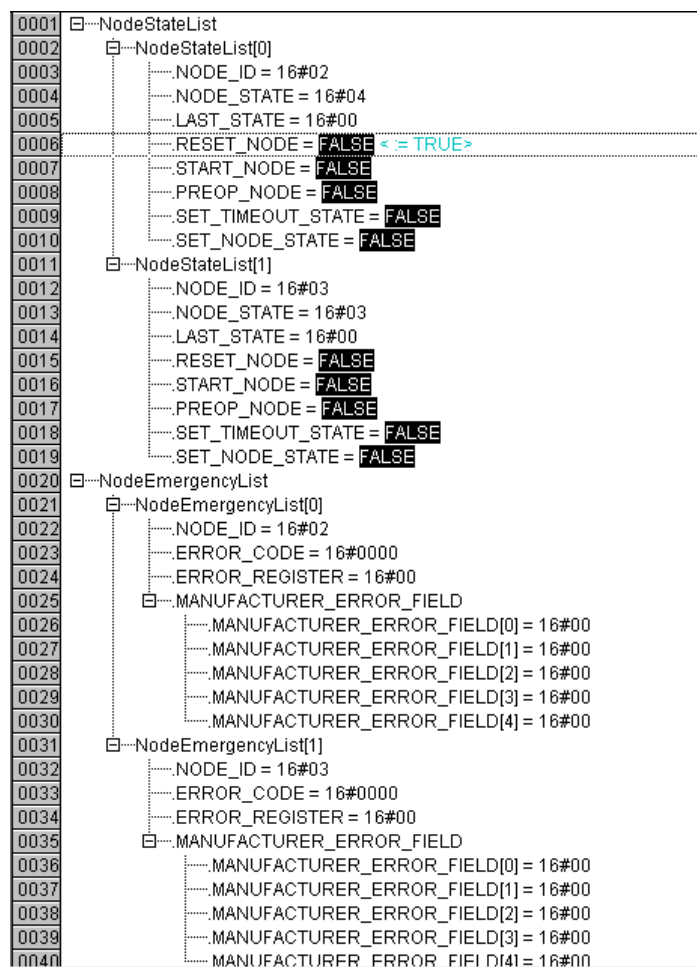 0001 NodeStateList
0002 NodeStateList[0]
0003 .NODE_ID = 16#02
0004 .NODE_STATE = 16#04
0005 .LAST_STATE = 16#00
0006 .RESET_NODE = FALSE < := TRUE>
0007 .START_NODE = FALSE
0008 .PREOP_NODE = FALSE
0009 .SET_TIMEOUT_STATE = FALSE
0010 .SET_NODE_STATE = FALSE
0011 NodeStateList[1]
0012 .NODE_ID = 16#03
0013 .NODE_STATE = 16#03
0014 .LAST_STATE = 16#00
0015 .RESET_NODE = FALSE
0016 .START_NODE = FALSE
0017 .PREOP_NODE = FALSE
0018 .SET_TIMEOUT_STATE = FALSE
0019 .SET_NODE_STATE = FALSE
0020 NodeEmergencyList
0021 NodeEmergencyList[0]
0022 .NODE_ID = 16#02
0023 .ERROR_CODE = 16#0000
0024 .ERROR_REGISTER = 16#00
0025 .MANUFACTURER_ERROR_FIELD
0026 .MANUFACTURER_ERROR_FIELD[0] = 16#00
0027 .MANUFACTURER_ERROR_FIELD[1] = 16#00
0028 .MANUFACTURER_ERROR_FIELD[2] = 16#00
0029 .MANUFACTURER_ERROR_FIELD[3] = 16#00
0030 .MANUFACTURER_ERROR_FIELD[4] = 16#00
0031 NodeEmergencyList[1]
0032 .NODE_ID = 16#03
0033 .ERROR_CODE = 16#0000
0034 .ERROR_REGISTER = 16#00
0035 .MANUFACTURER_ERROR_FIELD
0036 .MANUFACTURER_ERROR_FIELD[0] = 16#00
0037 .MANUFACTURER_ERROR_FIELD[1] = 16#00
0038 .MANUFACTURER_ERROR_FIELD[2] = 16#00
0039 .MANUFACTURER_ERROR_FIELD[3] = 16#00
0040 .MANUFACTURER_ERROR_FIELD[4] = 16#00